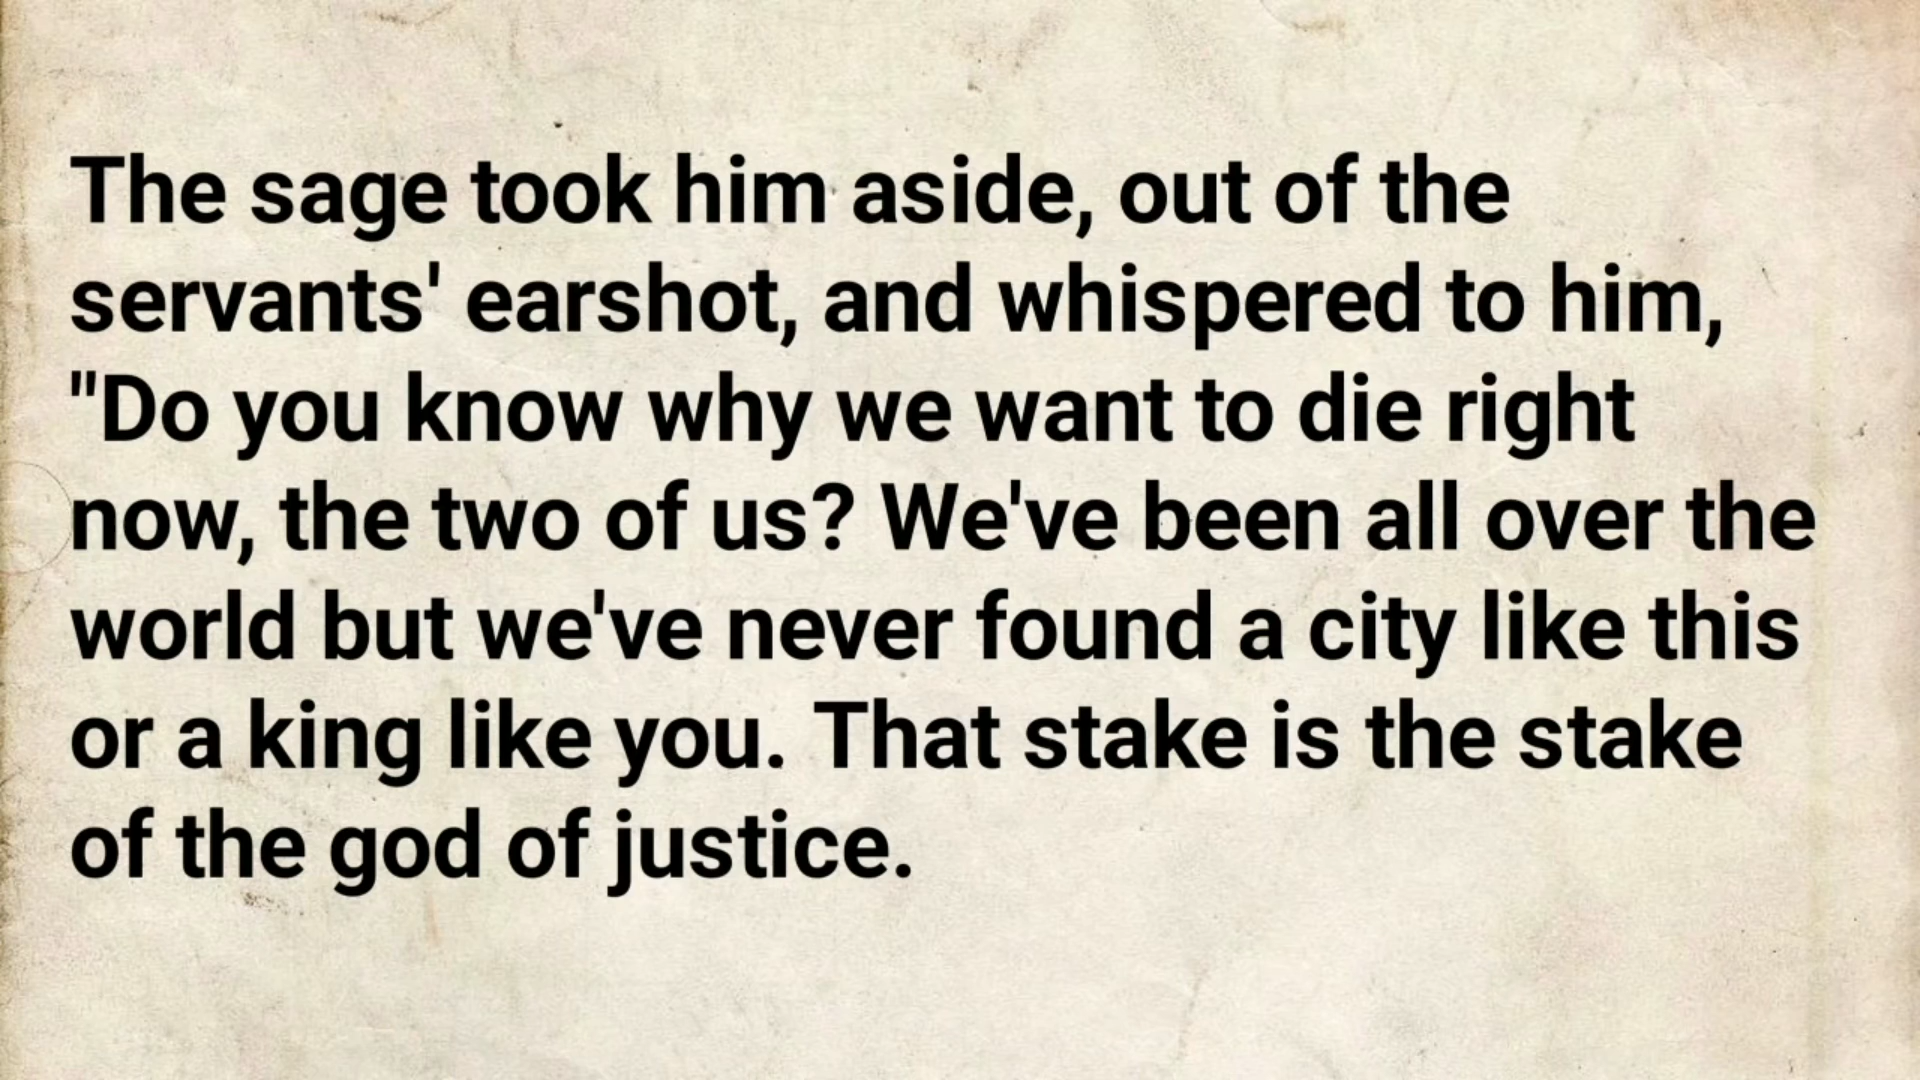 The sage took him aside, out of the
servants' earshot, and whispered to him,
"Do you know why we want to die right
now, the two of us? We've been all over the
world but we've never found a city like this
or a king like you. That stake is the stake
of the god of justice.